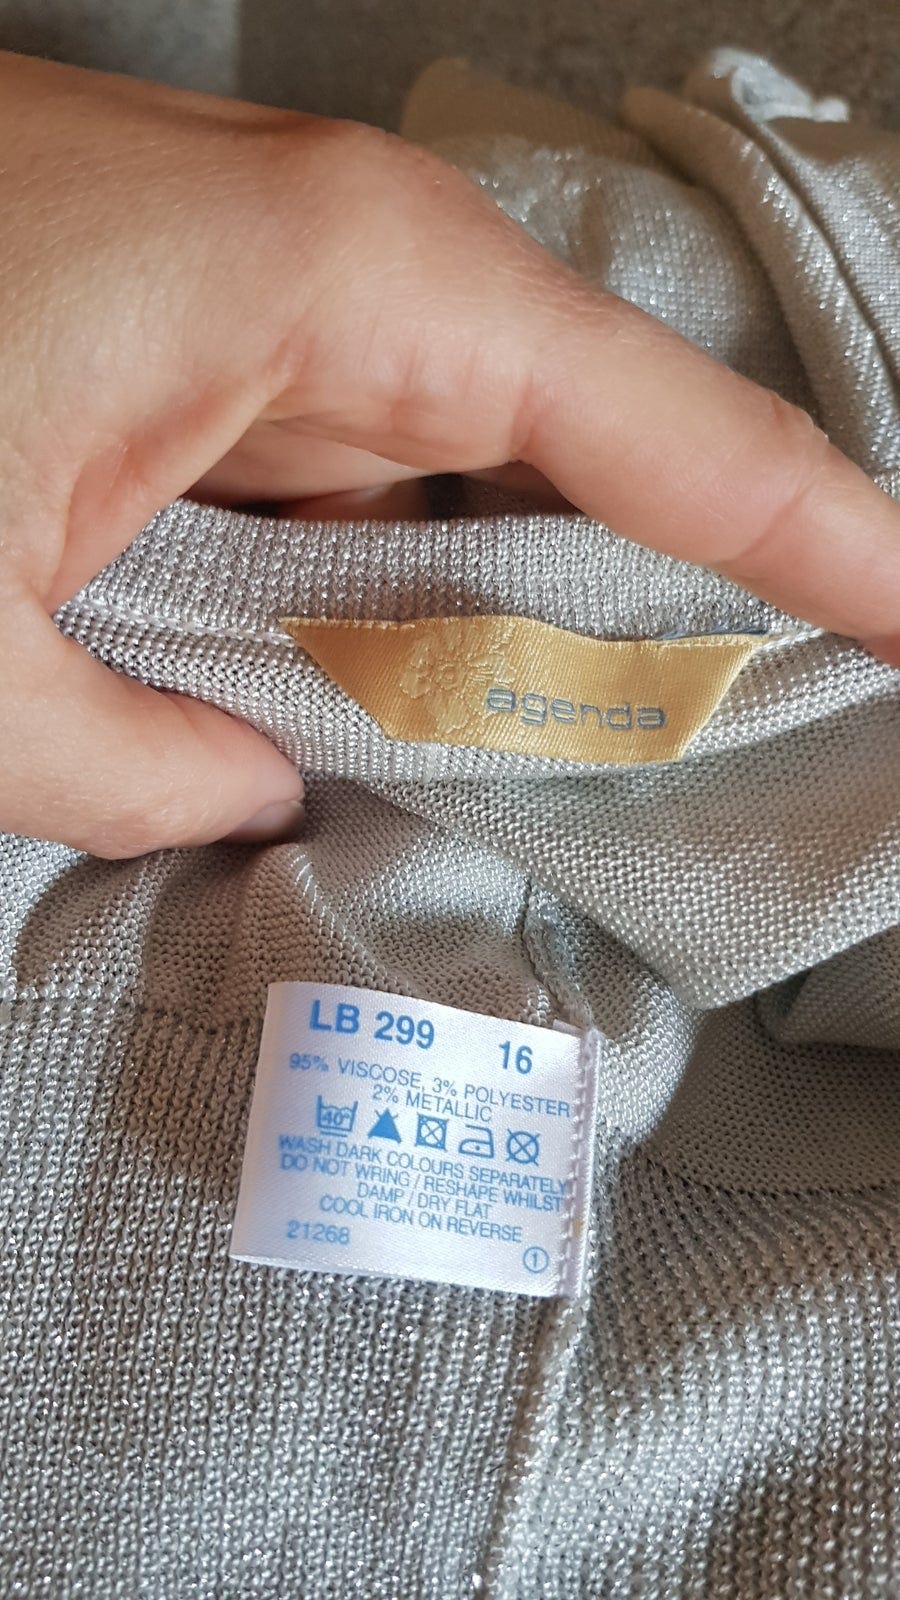 agenda
LB 299 16
95% VISCOSE, 3% POLYESTER
2% METALLIC
40
WASH DARK COLOURS SEPARATELY
DO NOT WRING / RESHAPE WHILST
DAMP / DRY FLAT
COOL IRON ON REVERSE
21268 1